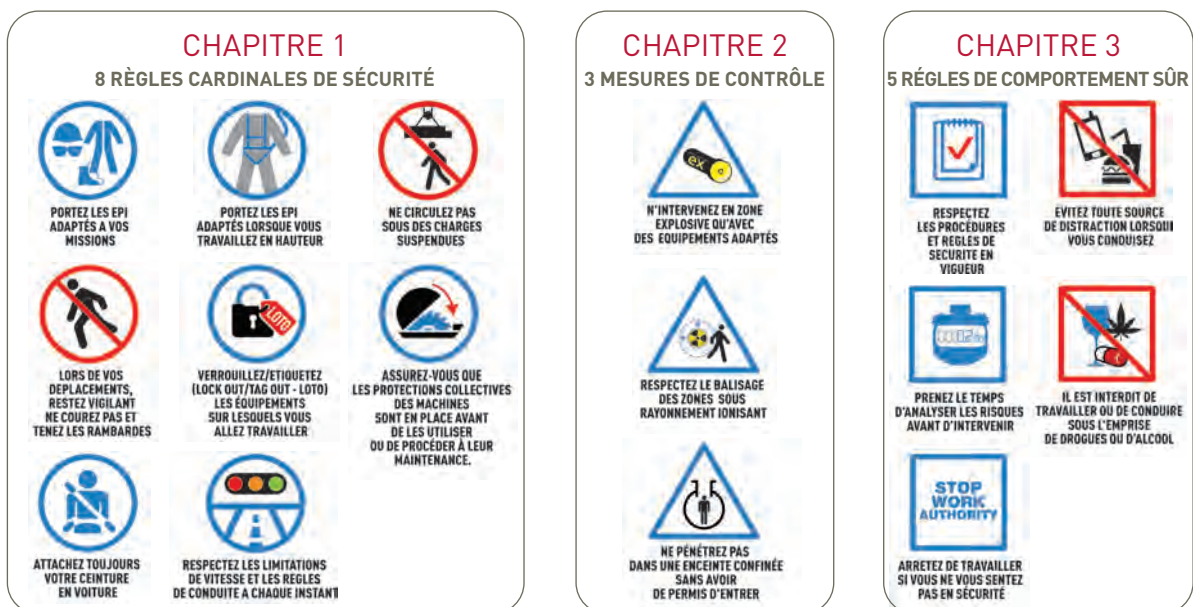 CHAPITRE 1
8 RÈGLES CARDINALES DE SÉCURITÉ
PORTEZ LES EPI
ADAPTÉS A VOS
MISSIONS
PORTEZ LES EPI
ADAPTÉS LORSQUE VOUS
TRAVAILLEZ EN HAUTEUR
NE CIRCULEZ PAS
SOUS DES CHARGES
SUSPENDUES
LORS DE VOS
DEPLACEMENTS,
RESTEZ VIGILANT
NE COUREZ PAS ET
TENEZ LES RAMBARDES
LOTO
VERROUILLEZ/ETIQUETEZ
(LOCK OUT/TAG OUT - LOTO)
LES ÉQUIPEMENTS
SUR LESQUELS VOUS
ALLEZ TRAVAILLER
ASSUREZ-VOUS QUE
LES PROTECTIONS COLLECTIVES
DES MACHINES
SONT EN PLACE AVANT
DE LES UTILISER
OU DE PROCÉDER À LEUR
MAINTENANCE.
ATTACHEZ TOUJOURS
VOTRE CEINTURE
EN VOITURE
RESPECTEZ LES LIMITATIONS
DE VITESSE ET LES REGLES
DE CONDUITE A CHAQUE INSTANT
CHAPITRE 2
3 MESURES DE CONTRÔLE
ex
N'INTERVENEZ EN ZONE
EXPLOSIVE QU'AVEC
DES EQUIPEMENTS ADAPTÉS
RESPECTEZ LE BALISAGE
DES ZONES SOUS
RAYONNEMENT IONISANT
NE PÉNÉTREZ PAS
DANS UNE ENCEINTE CONFINÉE
SANS AVOIR
DE PERMIS D'ENTRER
CHAPITRE 3
5 RÉGLES DE COMPORTEMENT SÛR
RESPECTEZ
LES PROCÉDURES
ET REGLES DE
SECURITE EN
VIGUEUR
ÉVITEZ TOUTE SOURCE
DE DISTRACTION LORSQUE
VOUS CONDUISEZ
PRENEZ LE TEMPS
D'ANALYSER LES RISQUES
AVANT D'INTERVENIR
IL EST INTERDIT DE
TRAVAILLER OU DE CONDUIRE
SOUS L'EMPRISE
DE DROGUES OU D'ALCOOL
STOP
WORK
AUTHORITY
ARRETEZ DE TRAVAILLER
SI VOUS NE VOUS SENTEZ
PAS EN SÉCURITÉ